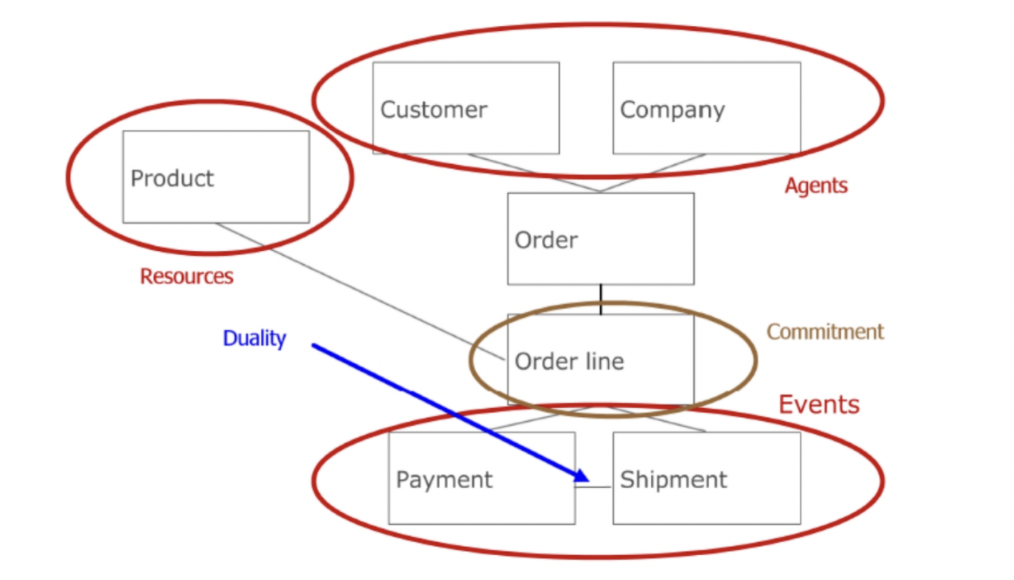 Customer
Company
Product
Agents
Order
Resources
Duality
Commitment
Order line
Events
Payment
Shipment